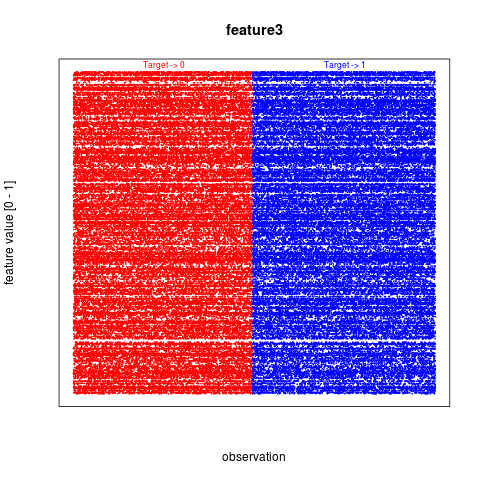 feature3
Target -> 0
Target -> 1
feature value [0 - 1]
observation